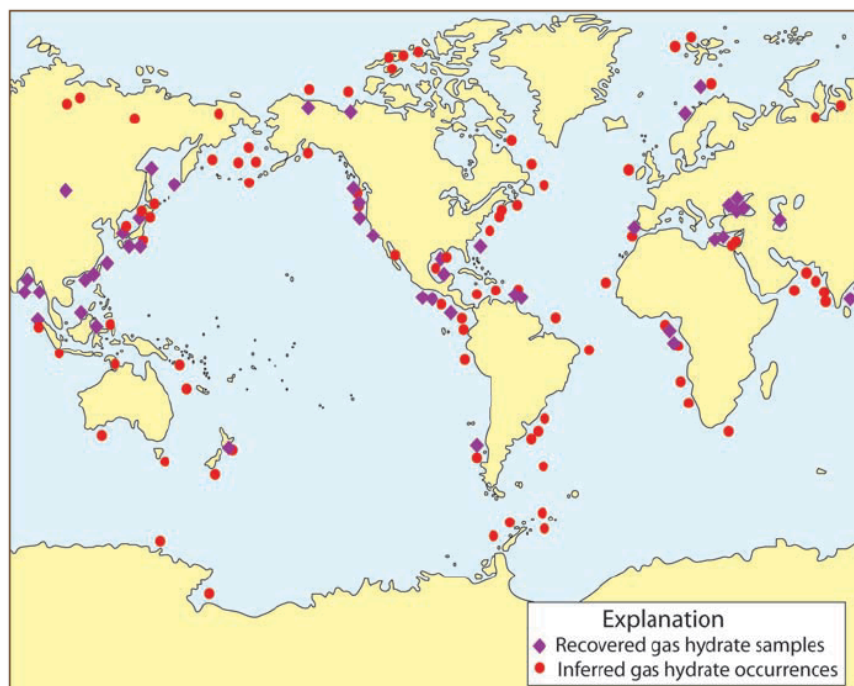 Explanation
Recovered gas hydrate samples
Inferred gas hydrate occurrences